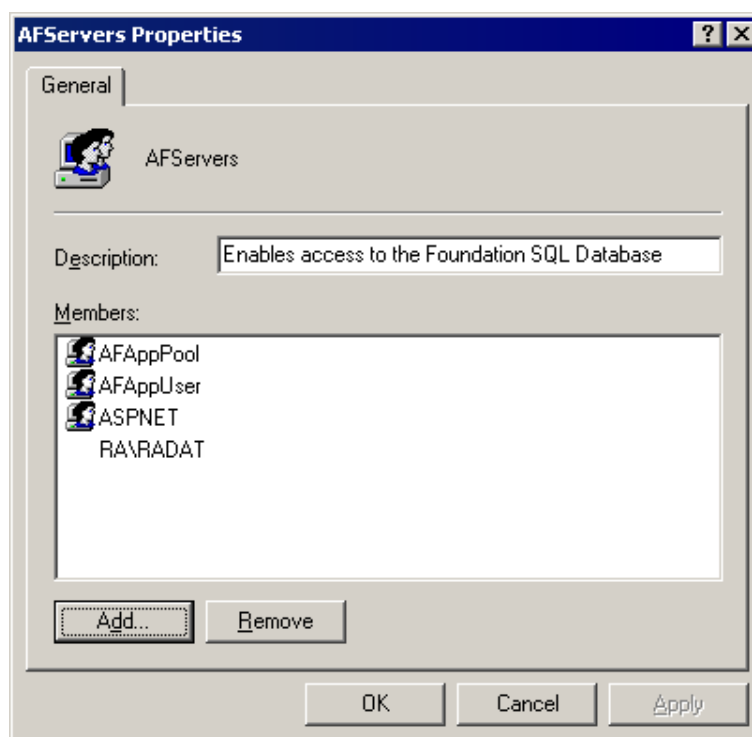 AFServers Properties
General
AFServers
Description: Enables access to the Foundation SQL Database
Members:
AFAppPool
AFAppUser
ASPNET
RA\RADAT
Add... Remove
OK Cancel Apply